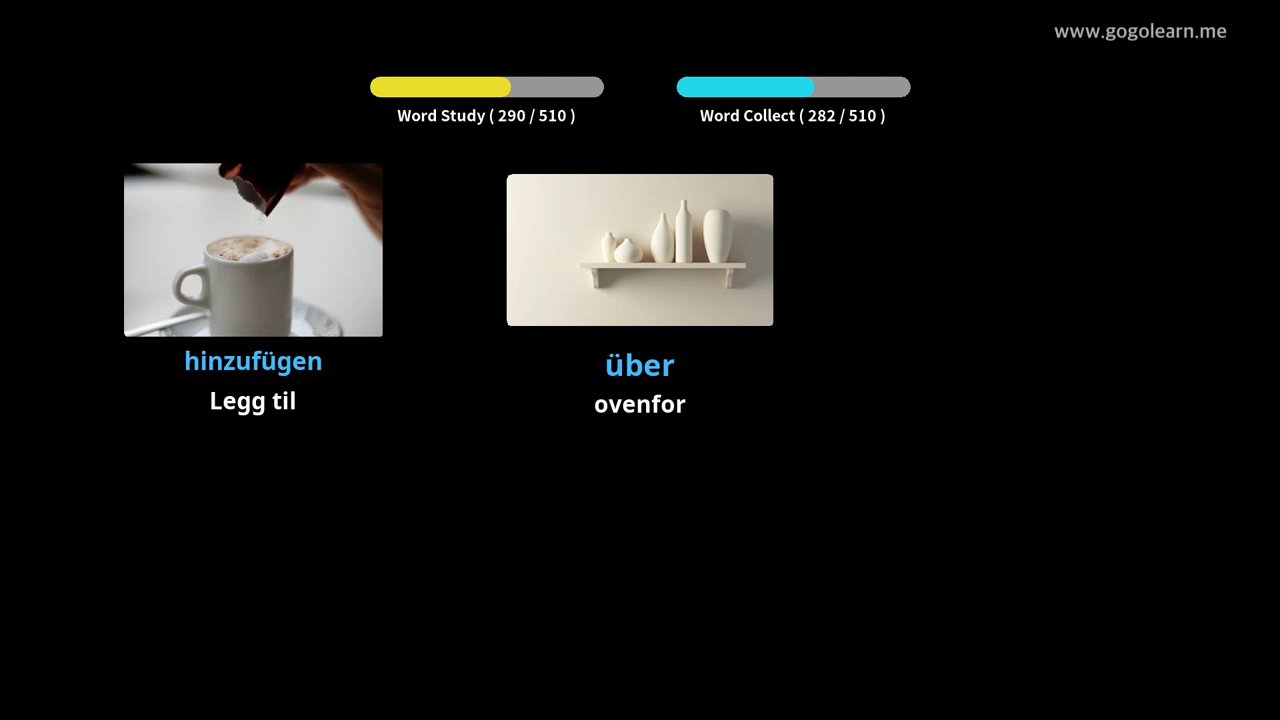 www.gogolearn.me
Word Study ( 290 / 510 )
Word Collect ( 282 / 510 )
hinzufügen
Legg til
über
ovenfor